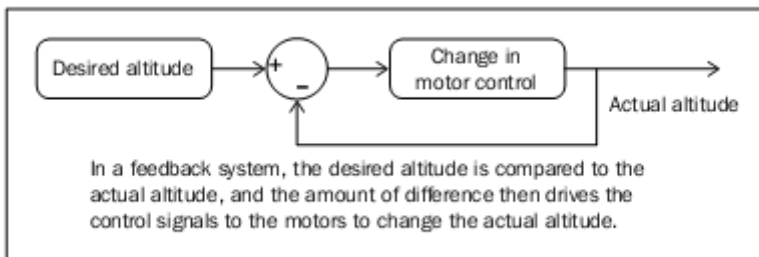 Desired altitude
+
–
Change in
motor control
Actual altitude
In a feedback system, the desired altitude is compared to the
actual altitude, and the amount of difference then drives the
control signals to the motors to change the actual altitude.